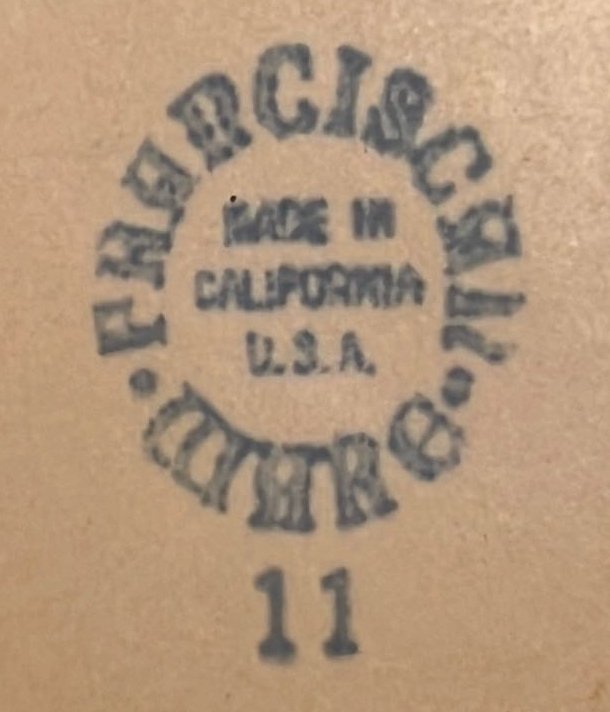 FRANCISCAN
MADE IN
CALIFORNIA
U.S.A.
• WARE •
11